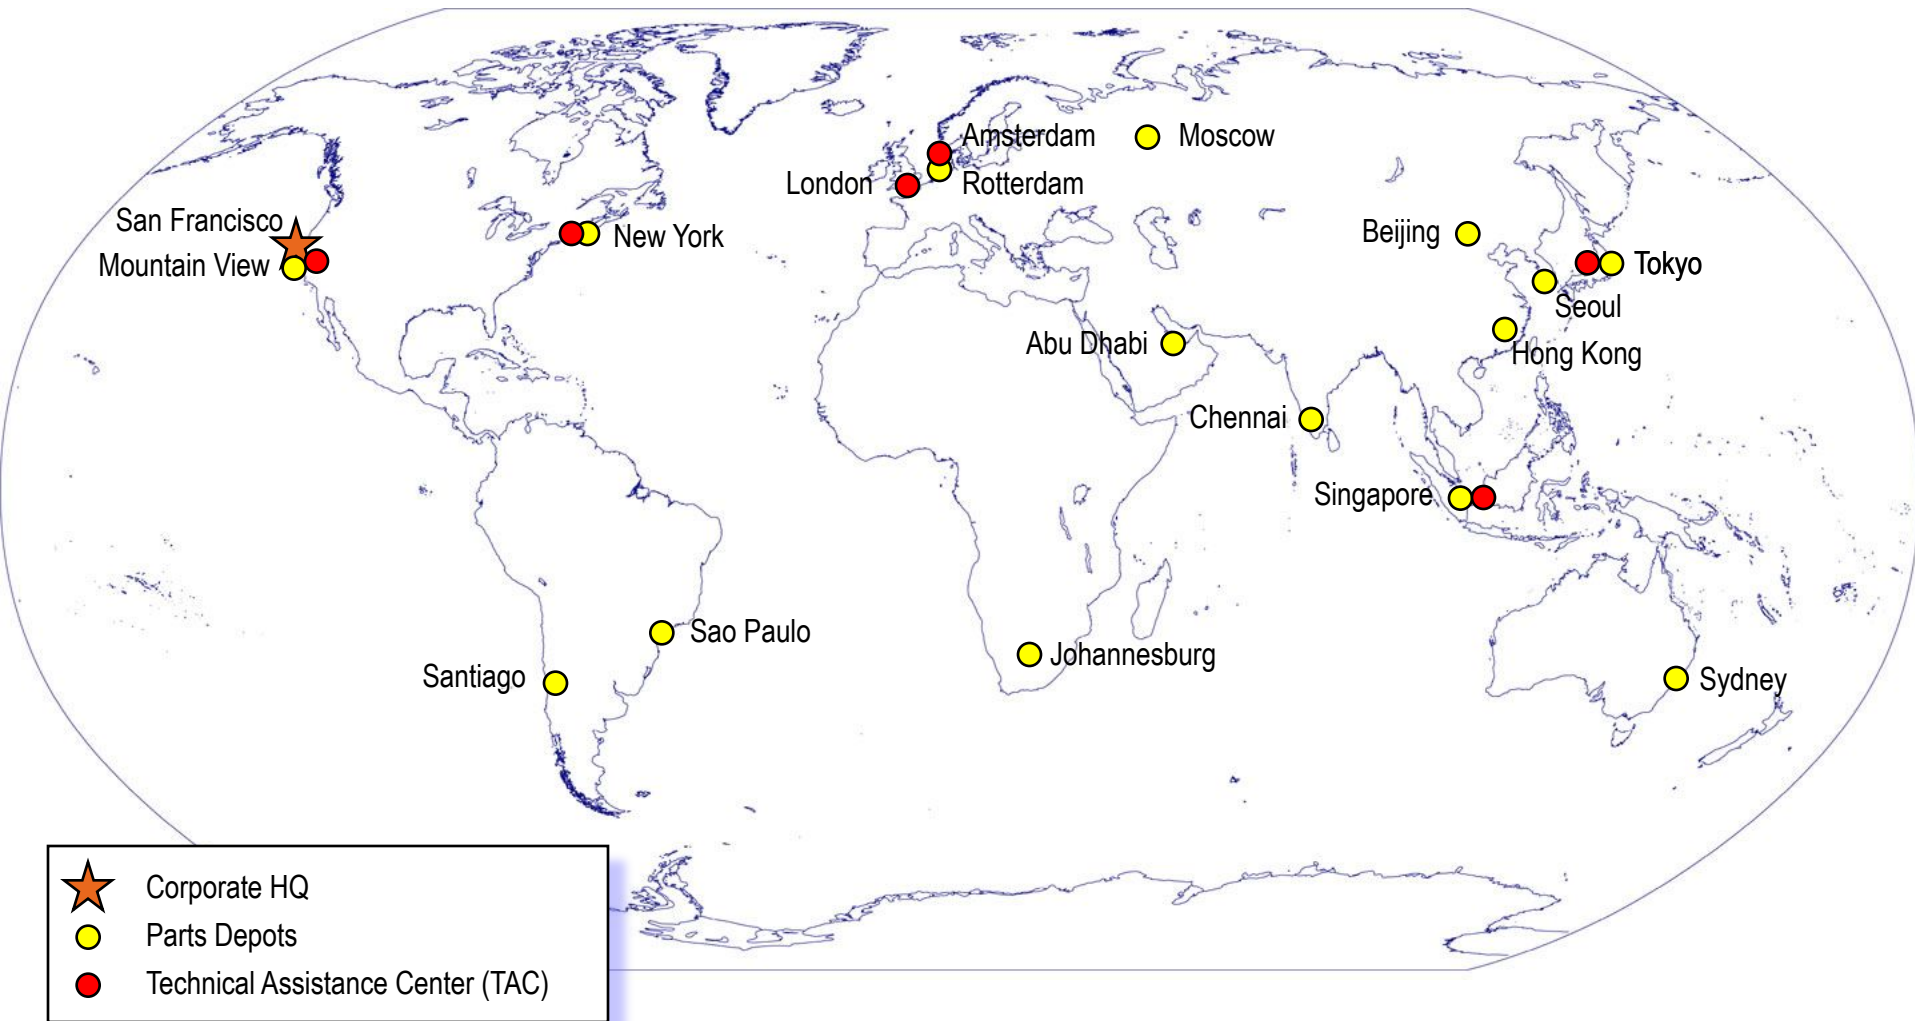 Amsterdam
Moscow
London
Rotterdam
San Francisco
New York
Beijing
Mountain View
Tokyo
Seoul
Abu Dhabi
Hong Kong
Chennai
Singapore
Sao Paulo
Johannesburg
Santiago
Sydney
Corporate HQ
Parts Depots
Technical Assistance Center (TAC)